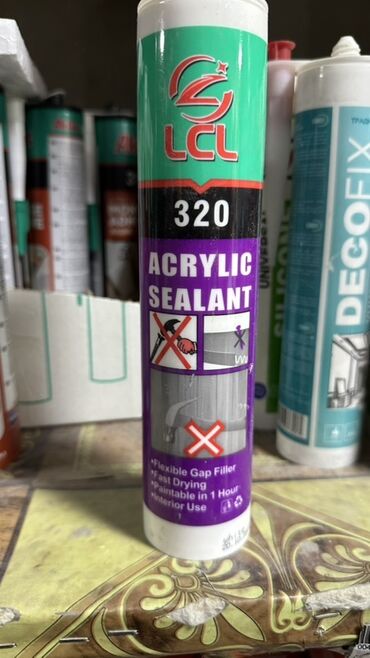 LCL
320
ACRYLIC
SEALANT
•Flexible Gap Filler
•Fast Drying
•Paintable in 1 Hour
•Interior Use
DECOFIX